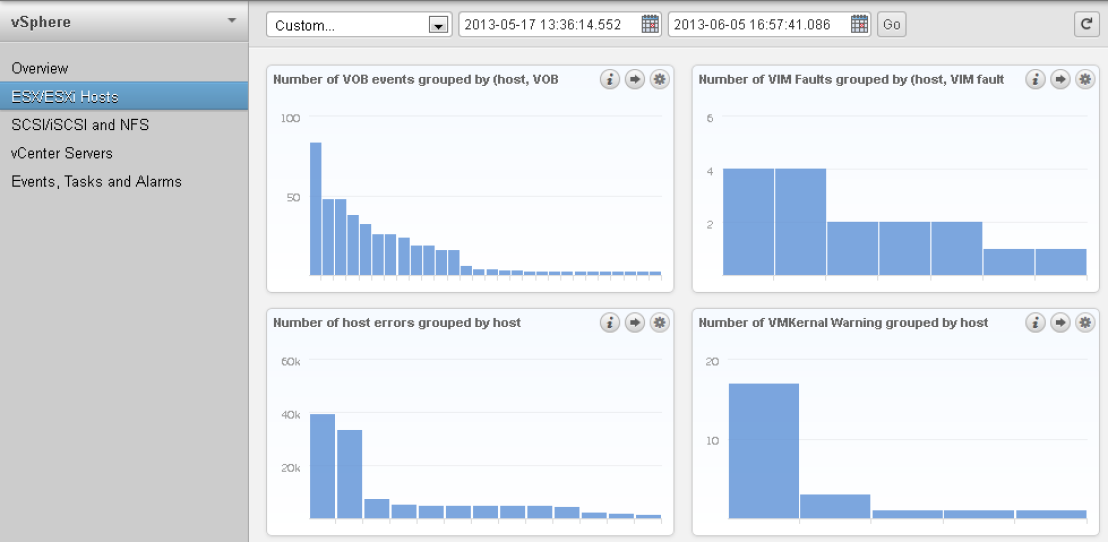 vSphere
Custom...
2013-05-17 13:36:14.552
2013-06-05 16:57:41.086
Go
Overview
ESX/ESXi Hosts
SCSI/iSCSI and NFS
vCenter Servers
Events, Tasks and Alarms
Number of VOB events grouped by (host, VOB
100
50
Number of VIM Faults grouped by (host, VIM fault
6
4
2
Number of host errors grouped by host
60k
40k
20k
Number of VMKernal Warning grouped by host
20
10